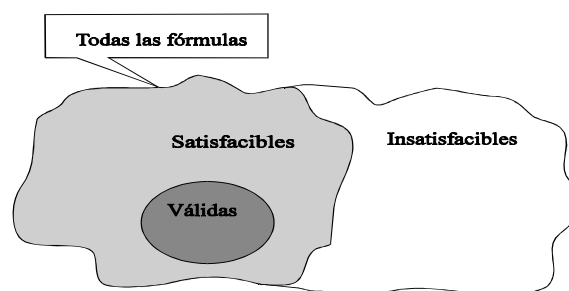 Todas las fórmulas
Satisfacibles
Insatisfacibles
Válidas